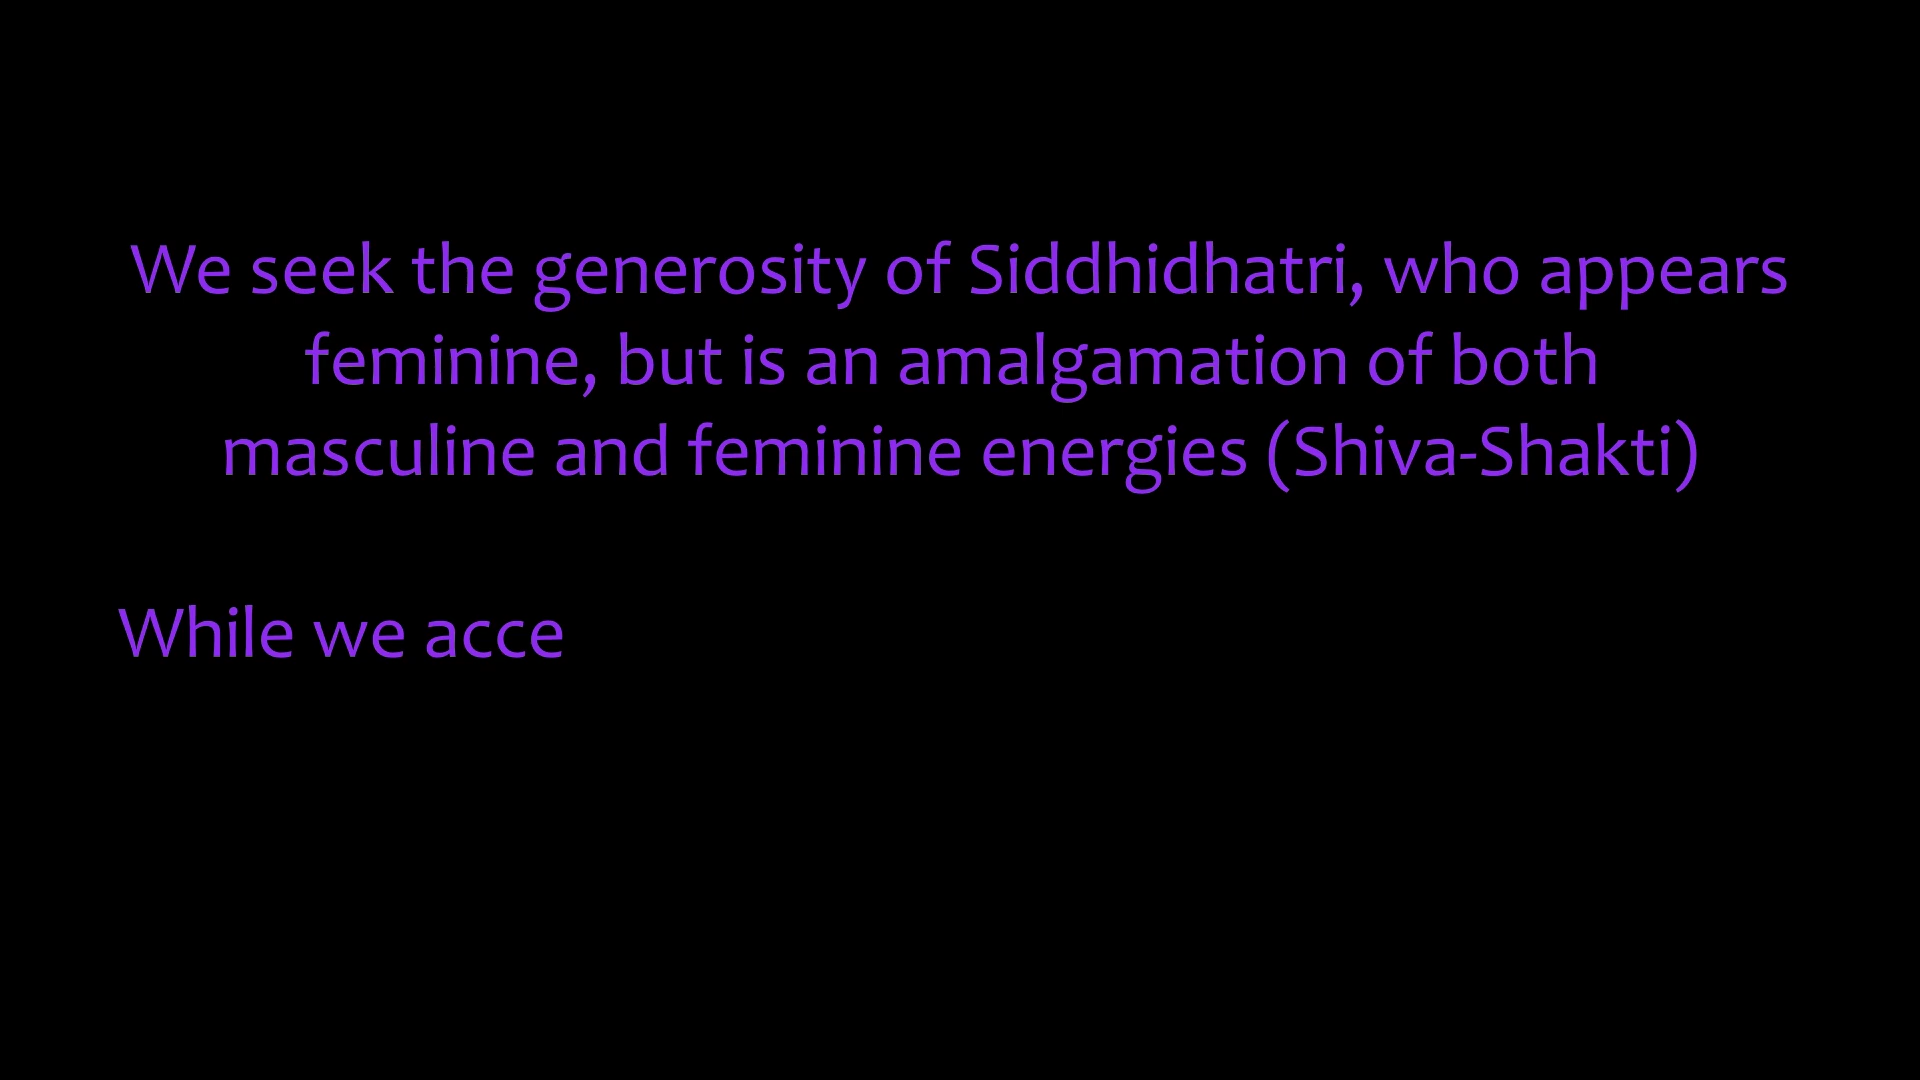 We seek the generosity of Siddhidhatri, who appears
feminine, but is an amalgamation of both
masculine and feminine energies (Shiva-Shakti)
While we acce